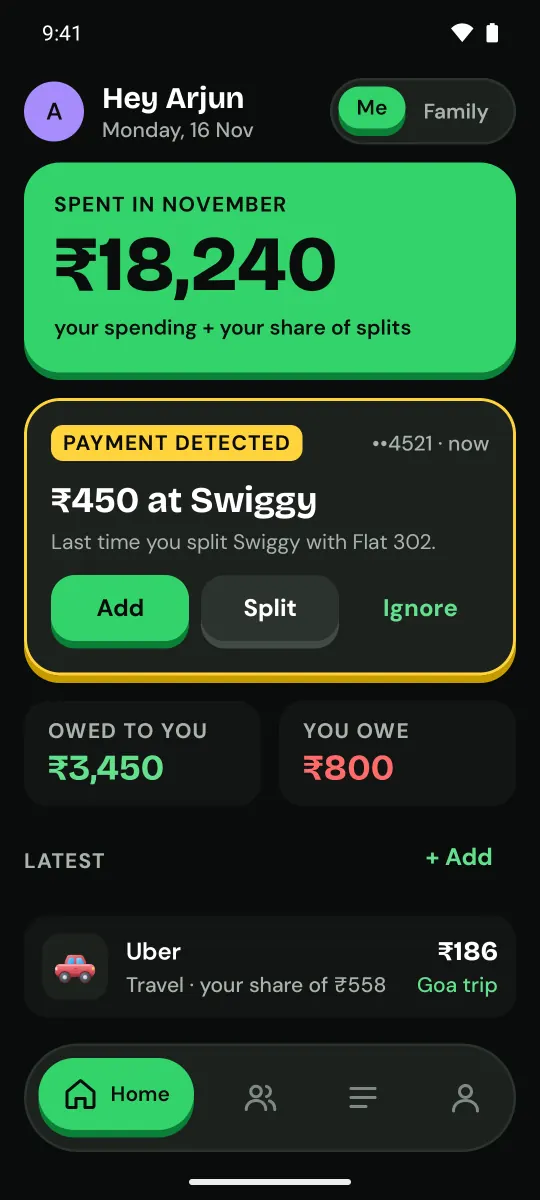 9:41
A
Hey Arjun
Monday, 16 Nov
Me
Family
SPENT IN NOVEMBER
₹18,240
your spending + your share of splits
PAYMENT DETECTED
••4521 · now
₹450 at Swiggy
Last time you split Swiggy with Flat 302.
Add
Split
Ignore
OWED TO YOU
₹3,450
YOU OWE
₹800
LATEST
+ Add
Uber
₹186
Travel · your share of ₹558
Goa trip
Home